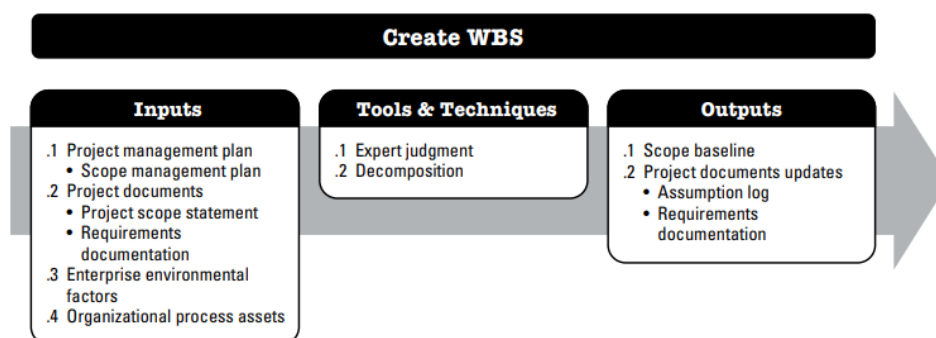 Create WBS
Inputs
.1 Project management plan
• Scope management plan
.2 Project documents
• Project scope statement
• Requirements
documentation
.3 Enterprise environmental
factors
.4 Organizational process assets
Tools & Techniques
.1 Expert judgment
.2 Decomposition
Outputs
.1 Scope baseline
.2 Project documents updates
• Assumption log
• Requirements
documentation